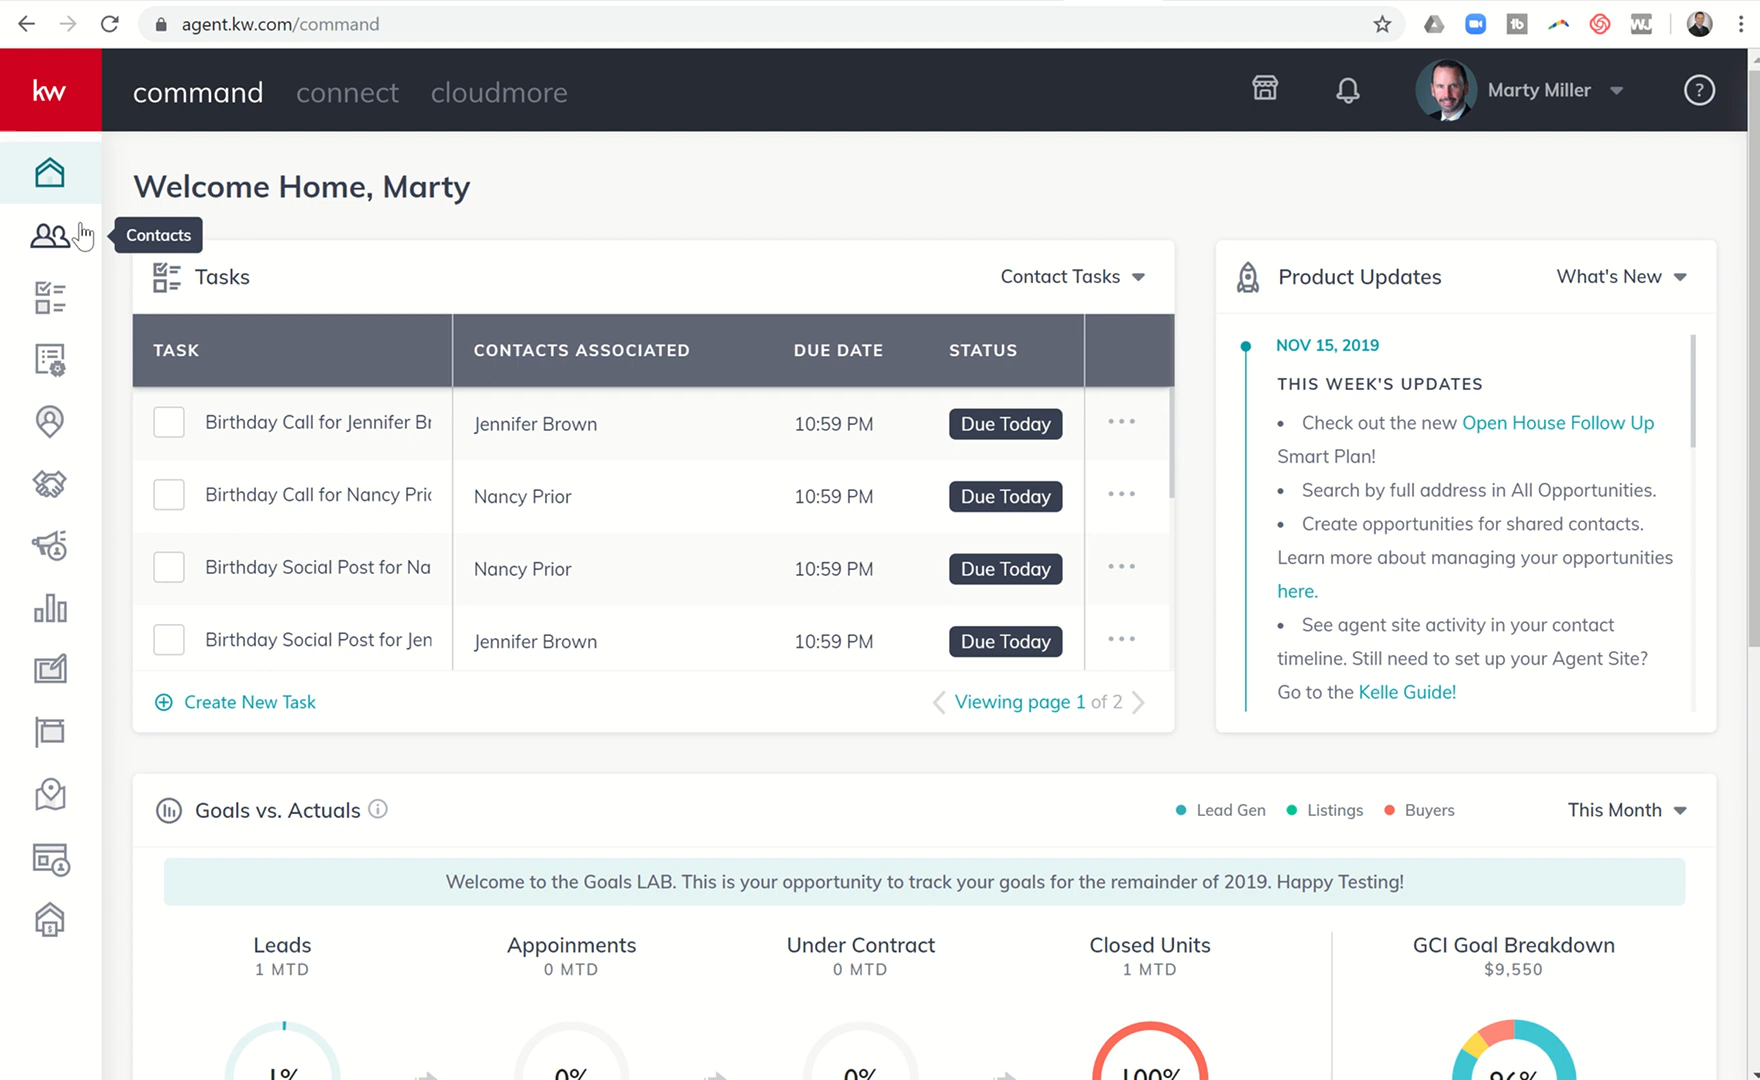 agent.kw.com/command
kw
command connect cloudmore
Marty Miller
?
Welcome Home, Marty
Contacts
Tasks
Contact Tasks
TASK CONTACTS ASSOCIATED DUE DATE STATUS
Birthday Call for Jennifer Br Jennifer Brown 10:59 PM Due Today
Birthday Call for Nancy Pric Nancy Prior 10:59 PM Due Today
Birthday Social Post for Na Nancy Prior 10:59 PM Due Today
Birthday Social Post for Jen Jennifer Brown 10:59 PM Due Today
Create New Task
Viewing page 1 of 2
Product Updates What's New
NOV 15, 2019
THIS WEEK'S UPDATES
• Check out the new Open House Follow Up
Smart Plan!
• Search by full address in All Opportunities.
• Create opportunities for shared contacts.
Learn more about managing your opportunities
here.
• See agent site activity in your contact
timeline. Still need to set up your Agent Site?
Go to the Kelle Guide!
Goals vs. Actuals
Lead Gen Listings Buyers
This Month
Welcome to the Goals LAB. This is your opportunity to track your goals for the remainder of 2019. Happy Testing!
Leads
1 MTD
Appoinments
0 MTD
Under Contract
0 MTD
Closed Units
1 MTD
GCI Goal Breakdown
$9,550
1% 0% 0% 100% 96%